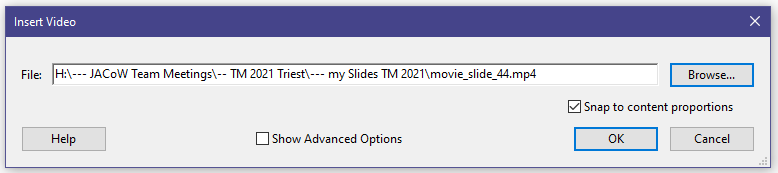 Insert Video
File: H:\--- JACoW Team Meetings\-- TM 2021 Triest\--- my Slides TM 2021\movie_slide_44.mp4 Browse...
Snap to content proportions
Help Show Advanced Options OK Cancel